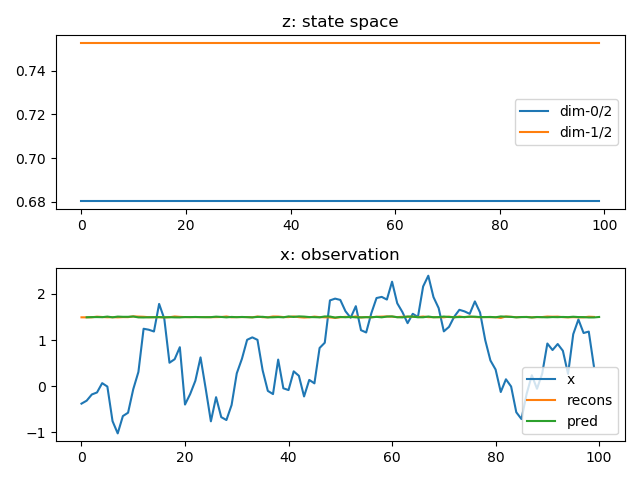 z: state space
0.74
0.72
0.70
0.68
dim-0/2
dim-1/2
0 20 40 60 80 100
x: observation
2
1
0
−1
x
recons
pred
0 20 40 60 80 100